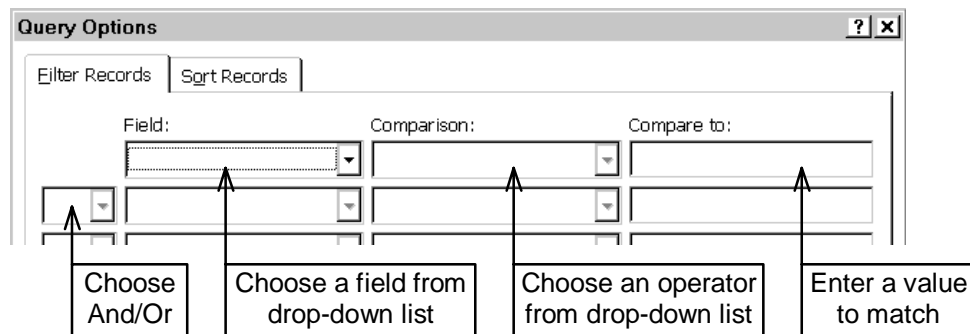 Query Options
Filter Records Sort Records
Field: Comparison: Compare to:
Choose And/Or
Choose a field from drop-down list
Choose an operator from drop-down list
Enter a value to match